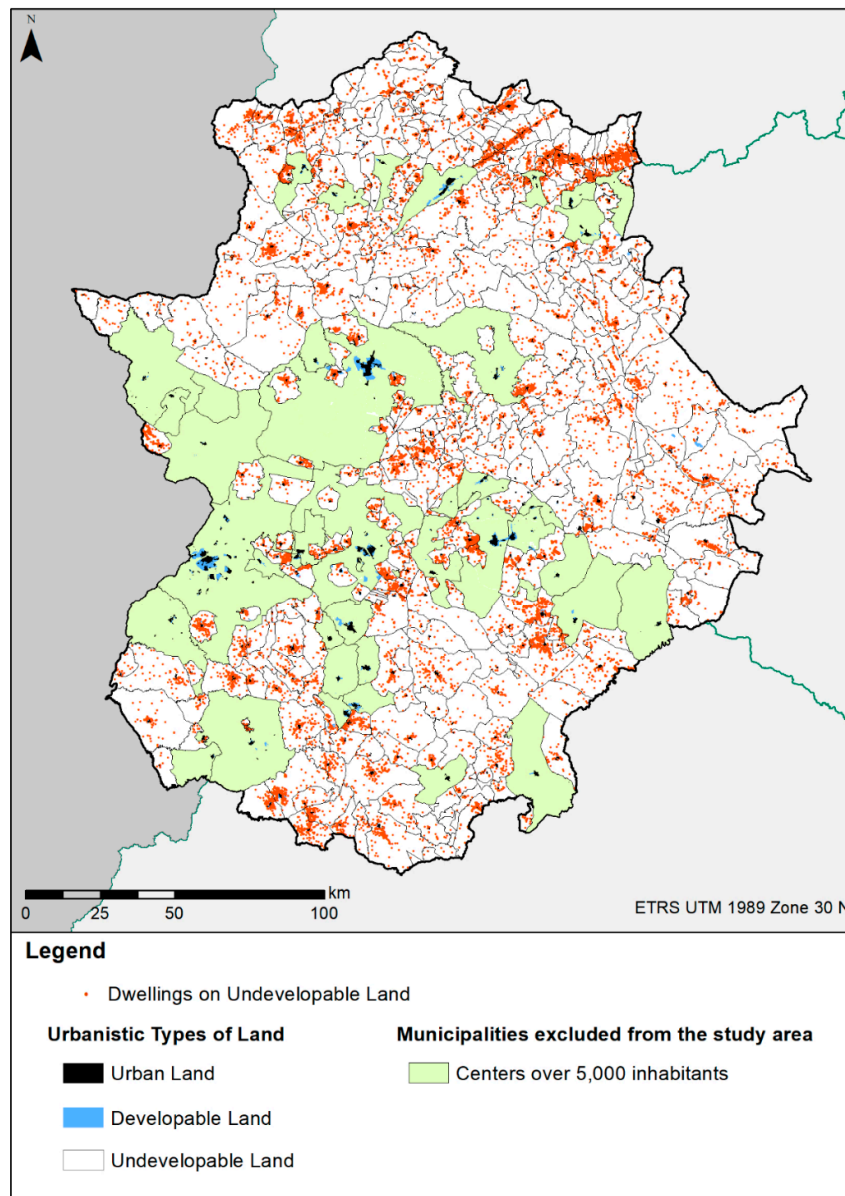 N
km
0 25 50 100
ETRS UTM 1989 Zone 30 N
Legend
Dwellings on Undevelopable Land
Urbanistic Types of Land
Municipalities excluded from the study area
Urban Land
Centers over 5,000 inhabitants
Developable Land
Undevelopable Land